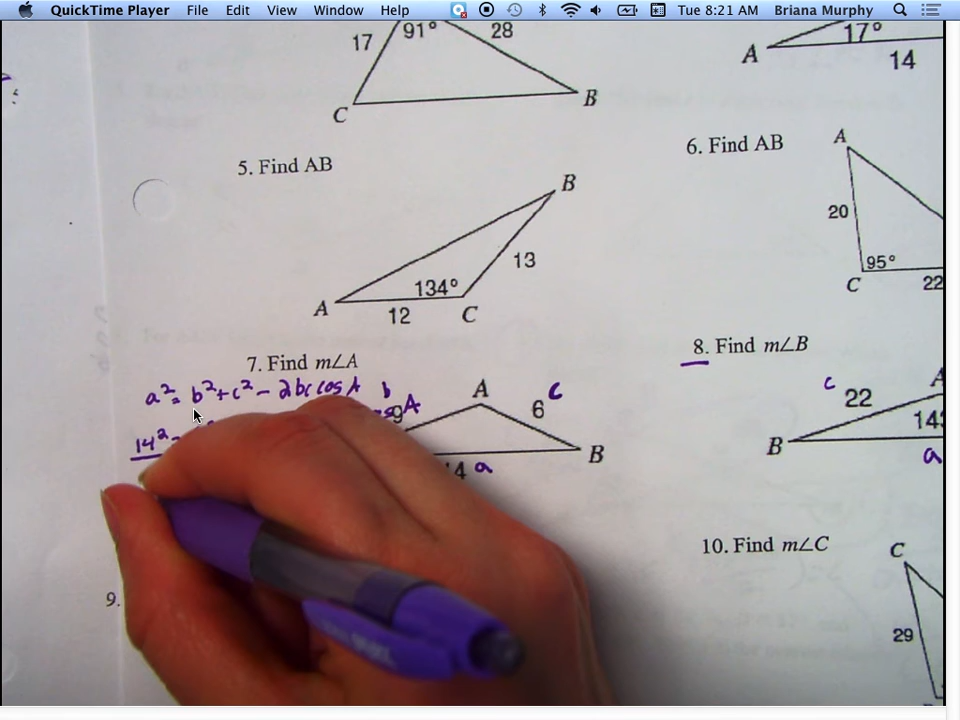 QuickTime Player File Edit View Window Help Tue 8:21 AM Briana Murphy
17 91° 28
C B
A 17° 14
5. Find AB
B
134° 13
A 12 C
6. Find AB
A
20
95°
C 22
7. Find m∠A
a² = b² + c² - 2bc cos A
14²
b A c
9 6
B
a
A
8. Find m∠B
c A
22
B a
9.
10. Find m∠C
C
29